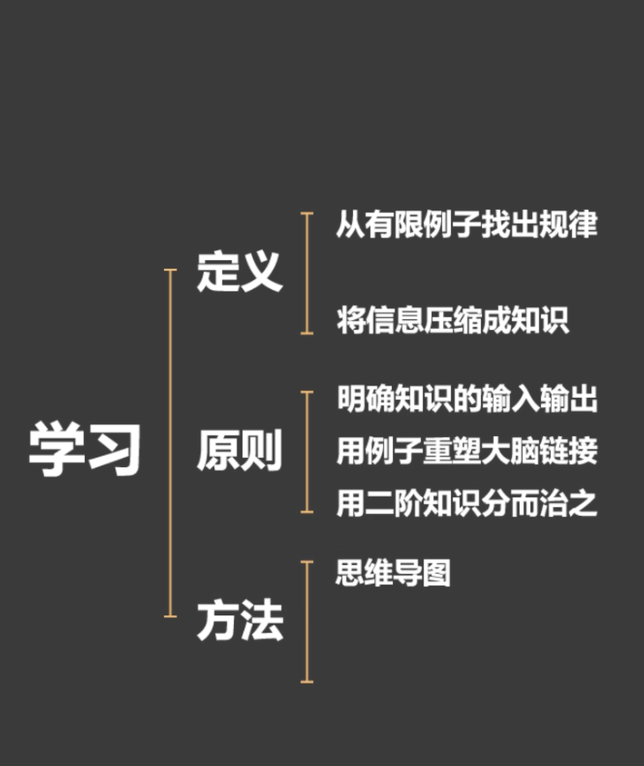 学习
定义
从有限例子找出规律
将信息压缩成知识
原则
明确知识的输入输出
用例子重塑大脑链接
用二阶知识分而治之
方法
思维导图